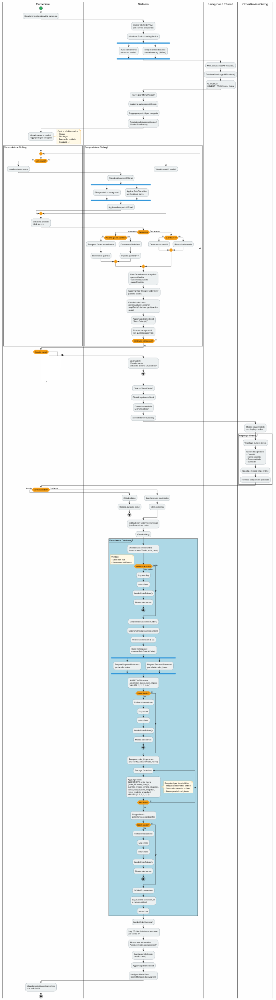 Cameriere
Sistema
Background Thread
OrderReviewDialog
Seleziona tavolo dalla vista cameriere
Carica TakeOrderView
per il tavolo selezionato
Inizializza ProductLoadingService
Avvia caricamento
asincrono prodotti
Setup sistema di ricerca
con debouncing (300ms)
MenuService.loadAllProducts()
DatabaseService.getAllProducts()
Query SQL:
SELECT * FROM menu_items
Riceve List<MenuProduct>
Aggiorna cache prodotti locale
Raggruppa prodotti per categoria
Renderizza lista prodotti con UI
(ProductRowFactory)
Visualizza menu prodotti
raggruppati per categoria
Ogni prodotto mostra:
- Nome
- Tipologia
- Prezzo formattato
- Controlli +/-
Composizione Ordine
Composizione Ordine
Sì
Usa ricerca?
No
Inserisce testo ricerca
Visualizza tutti i prodotti
Attende debounce (300ms)
Filtra prodotti in background
Applica FadeTransition
per feedback visivo
Aggiorna lista prodotti filtrati
Seleziona prodotto
(click su +/-)
Incremento
Operazione
Decremento
Sì
Prodotto già nel carrello?
No
Sì
Quantità > 1?
No
Recupera OrderItem esistente
Crea nuovo OrderItem
Decrementa quantità
Rimuovi dal carrello
Incrementa quantità
Imposta quantità = 1
Crea OrderItem con snapshot:
- prezzoVendita
- costoRealizzazione
- nomeProdotto
Aggiorna Map<Integer, OrderItem>
(carrello locale)
Calcola totale items:
carrello.values().stream()
.mapToInt(OrderItem::getQuantita)
.sum()
Aggiorna pulsante Send
"Send Order (N)"
Ricarica vista prodotti
con quantità aggiornate
Continua a selezionare?
Sì
No
Carrello vuoto?
Mostra alert:
"Carrello vuoto.
Seleziona almeno un prodotto."
Click su "Send Order"
Disabilita pulsante Send
Converte carrello in
List<OrderItem>
Apre OrderReviewDialog
Mostra Stage modale
con riepilogo ordine
Riepilogo Ordine
Visualizza numero tavolo
Mostra lista prodotti:
- Quantità
- Nome prodotto
- Prezzo unitario
- Subtotale
Calcola e mostra totale ordine
Fornisce campo note opzionale
Annulla
Conferma ordine?
Conferma
Chiude dialog
Inserisce note (opzionale)
Riabilita pulsante Send
Click conferma
Callback con OrderReviewResult
(confirmed=true, note)
Chiude dialog
Persistenza Database
OrderService.createOrder(
items, numeroTavolo, note, user)
Verifica:
- User non null
- Items non null/vuoto
Validazione ordine
Valido
Non valido
Log warning
return false
handleOrderFailure()
Mostra alert errore
DatabaseService.createOrder()
OrderDAOPostgres.createOrder()
Ottiene Connection al DB
Inizia transazione:
conn.setAutoCommit(false)
Prepara PreparedStatement
per tabella orders
Prepara PreparedStatement
per tabella order_items
INSERT INTO orders
(username, tavolo, note, status)
VALUES (?, ?, ?, 'todo')
Insert riuscito?
Sì
No
Rollback transazione
Log errore
return false
handleOrderFailure()
Mostra alert errore
Recupera order_id generato
(RETURN_GENERATED_KEYS)
Per ogni OrderItem
Aggiunge batch:
INSERT INTO order_items
(order_id, menu_item_id,
quantita, prezzo_vendita_snapshot,
costo_realizzazione_snapshot,
nome_prodotto_snapshot)
VALUES (?, ?, ?, ?, ?, ?)
Snapshot per tracciabilità:
- Prezzo al momento ordine
- Costo al momento ordine
- Nome prodotto originale
Altri items?
Sì
No
Esegue batch:
pstmtItem.executeBatch()
Batch riuscito?
Sì
No
Rollback transazione
Log errore
return false
handleOrderFailure()
Mostra alert errore
COMMIT transazione
Log successo con order_id
e numero articoli
return true
handleOrderSuccess()
Log: "Ordine inviato con successo
per tavolo N"
Mostra alert informativo:
"Ordine inviato con successo!"
Svuota carrello locale:
carrello.clear()
Aggiorna pulsante Send
Naviga a WaiterView:
SceneManager.showWaiter()
Visualizza dashboard cameriere
con ordini attivi